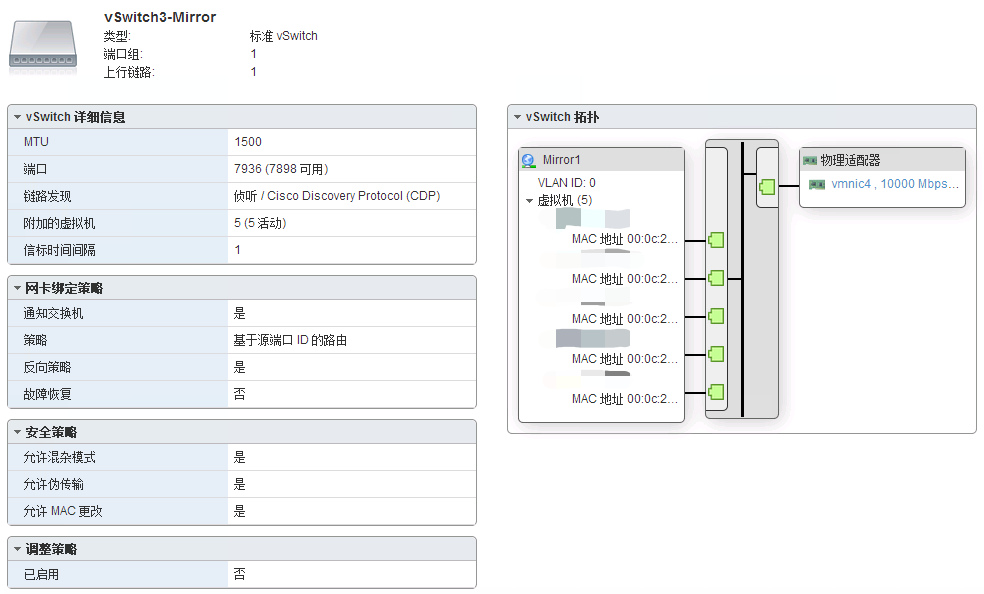 vSwitch3-Mirror
类型: 标准 vSwitch
端口组: 1
上行链路: 1
vSwitch 详细信息
MTU 1500
端口 7936 (7898 可用)
链路发现 侦听 / Cisco Discovery Protocol (CDP)
附加的虚拟机 5 (5 活动)
信标时间间隔 1
网卡绑定策略
通知交换机 是
策略 基于源端口 ID 的路由
反向策略 是
故障恢复 否
安全策略
允许混杂模式 是
允许伪传输 是
允许 MAC 更改 是
调整策略
已启用 否
vSwitch 拓扑
Mirror1
VLAN ID: 0
虚拟机 (5)
MAC 地址 00:0c:2...
MAC 地址 00:0c:2...
MAC 地址 00:0c:2...
MAC 地址 00:0c:2...
MAC 地址 00:0c:2...
物理适配器
vmnic4 , 10000 Mbps...